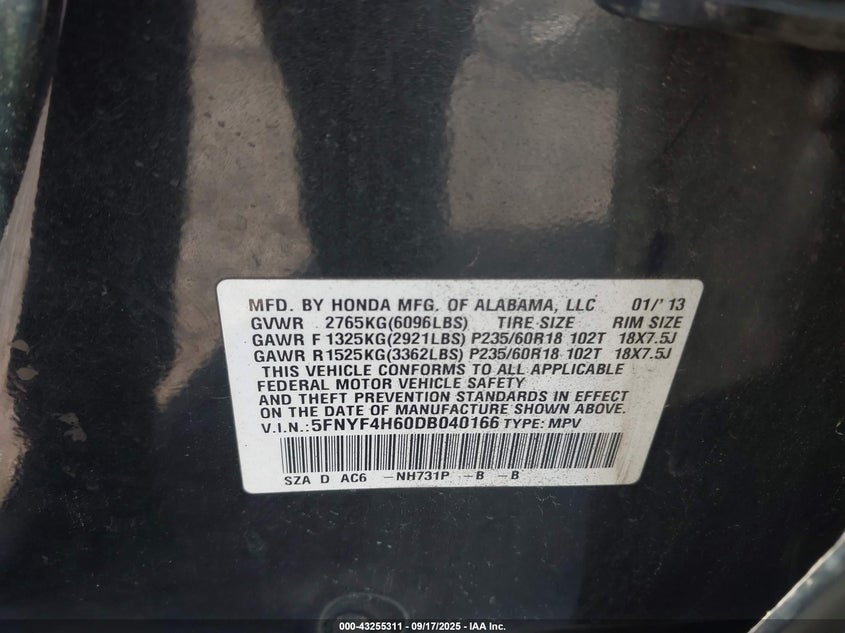 MFD. BY HONDA MFG. OF ALABAMA, LLC 01/'13
GVWR 2765KG(6096LBS) TIRE SIZE RIM SIZE
GAWR F 1325KG(2921LBS) P235/60R18 102T 18X7.5J
GAWR R 1525KG(3362LBS) P235/60R18 102T 18X7.5J
THIS VEHICLE CONFORMS TO ALL APPLICABLE
FEDERAL MOTOR VEHICLE SAFETY
AND THEFT PREVENTION STANDARDS IN EFFECT
ON THE DATE OF MANUFACTURE SHOWN ABOVE.
V.I.N.: 5FNYF4H60DB040166 TYPE: MPV
SZA D AC6 -NH731P -B -B
000-43255311 - 09/17/2025 - IAA Inc.